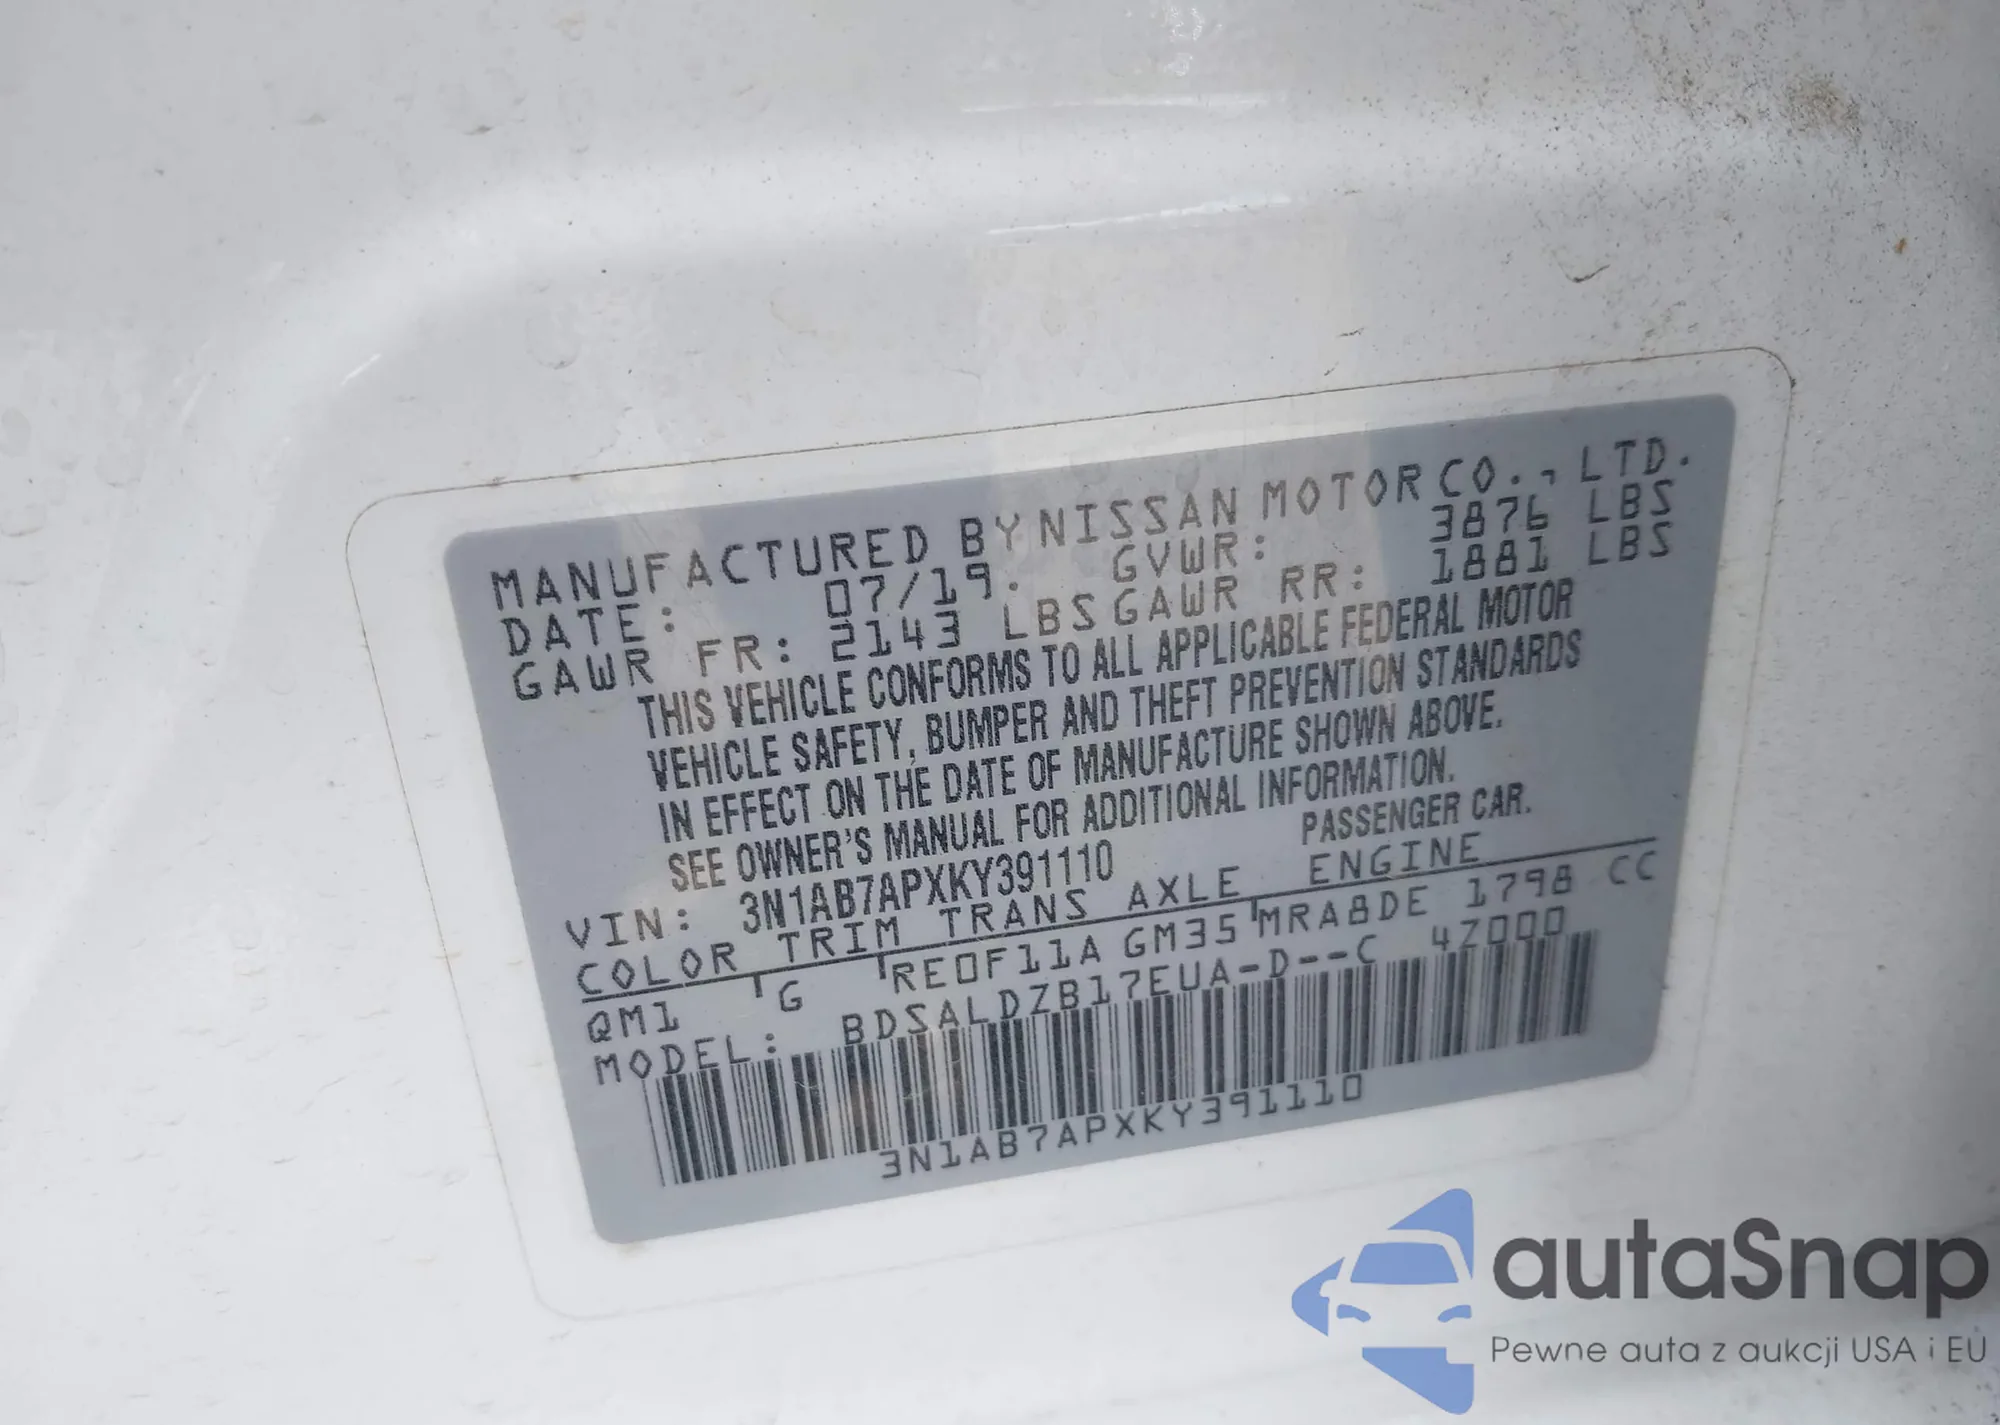 MANUFACTURED BY NISSAN MOTOR CO., LTD.
DATE: 07/19. GVWR: 3876 LBS
GAWR FR: 2143 LBS GAWR RR: 1881 LBS
THIS VEHICLE CONFORMS TO ALL APPLICABLE FEDERAL MOTOR
VEHICLE SAFETY, BUMPER AND THEFT PREVENTION STANDARDS
IN EFFECT ON THE DATE OF MANUFACTURE SHOWN ABOVE.
SEE OWNER'S MANUAL FOR ADDITIONAL INFORMATION.
VIN: 3N1AB7APXKY391110 PASSENGER CAR.
COLOR TRIM TRANS AXLE ENGINE
QM1 G RE0F11A GM35 MRA8DE 1798 CC
MODEL: BDSALDZB17EUA-D--C 4Z000
3N1AB7APXKY391110
autaSnap
Pewne auta z aukcji USA i EU